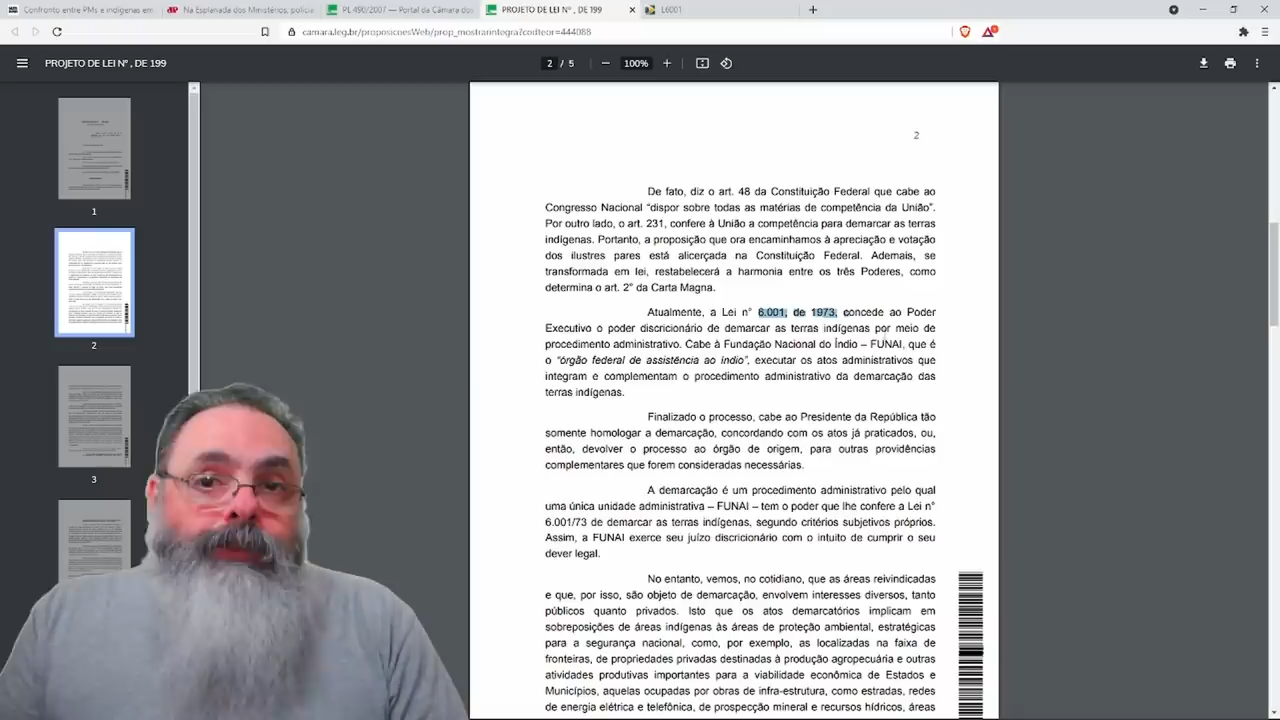 Confronto entre PMs e indígenas em
Na Esplanada dos Ministérios, polícia
PL 490/2007 — Portal da Câmara dos
PROJETO DE LEI Nº , DE 199
L6001
camara.leg.br/proposicoesWeb/prop_mostrarintegra?codteor=444088
PROJETO DE LEI Nº , DE 199
2 / 5
100%
1
2
3
2
De fato, diz o art. 48 da Constituição Federal que cabe ao
Congresso Nacional “dispor sobre todas as matérias de competência da União”.
Por outro lado, o art. 231, confere à União a competência para demarcar as terras
indígenas. Portanto, a proposição que ora encaminhamos à apreciação e votação
dos ilustres pares está alicerçada na Constituição Federal. Ademais, se
transformada em lei, restabelecerá a harmonia entre os três Poderes, como
determina o art. 2° da Carta Magna.
Atualmente, a Lei n° 6.001, de 1973, concede ao Poder
Executivo o poder discricionário de demarcar as terras indígenas por meio de
procedimento administrativo. Cabe à Fundação Nacional do Índio – FUNAI, que é
o “órgão federal de assistência ao índio”, executar os atos administrativos que
integram e complementam o procedimento administrativo da demarcação das
terras indígenas.
Finalizado o processo, cabe ao Presidente da República tão
somente homologar a demarcação, concordando com os atos já praticados, ou,
então, devolver o processo ao órgão de origem, para outras providências
complementares que forem consideradas necessárias.
A demarcação é um procedimento administrativo pelo qual
uma única unidade administrativa – FUNAI – tem o poder que lhe confere a Lei n°
6.001/73 de demarcar as terras indígenas, segundo critérios subjetivos próprios.
Assim, a FUNAI exerce seu juízo discricionário com o intuito de cumprir o seu
dever legal.
No entanto, vemos, no cotidiano, que as áreas reivindicadas
e que, por isso, são objeto de demarcação, envolvem interesses diversos, tanto
públicos quanto privados. Isto que os atos demarcatórios implicam em
sobreposições de áreas indígenas às áreas de proteção ambiental, estratégicas
para a segurança nacional, como, por exemplo, as localizadas na faixa de
fronteiras, de propriedades privadas destinadas à produção agropecuária e outras
atividades produtivas importantes para a viabilidade econômica de Estados e
Municípios, aquelas ocupadas por obras de infra-estrutura, como estradas, redes
de energia elétrica e telefônica, de prospecção mineral e recursos hídricos, áreas